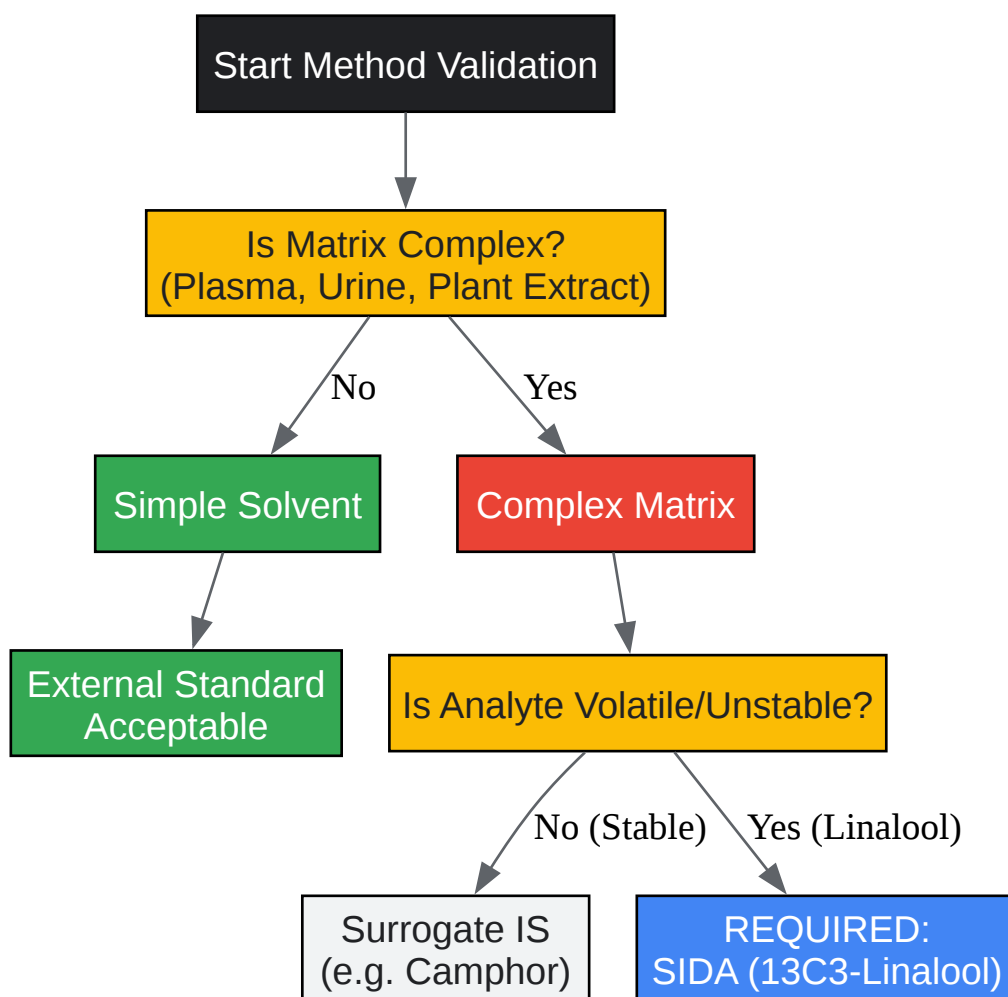 Start Method Validation
Is Matrix Complex?
(Plasma, Urine, Plant Extract)
No
Yes
Simple Solvent
Complex Matrix
External Standard
Acceptable
Is Analyte Volatile/Unstable?
No (Stable)
Yes (Linalool)
Surrogate IS
(e.g. Camphor)
REQUIRED:
SIDA (13C3-Linalool)